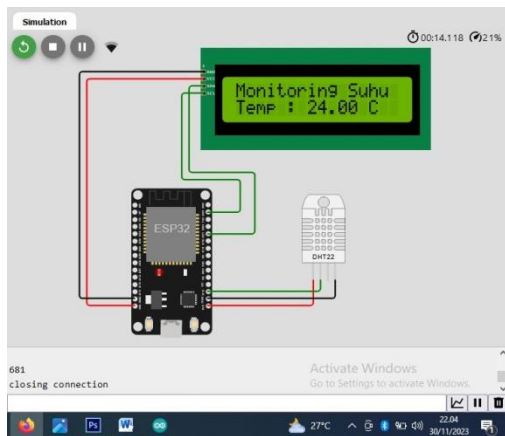 Simulation
00:14.118 21%
Monitoring Suhu
Temp : 24.00 C
ESP32
DHT22
681
closing connection
Activate Windows
Go to Settings to activate Windows.
Ps W
27°C
22.04
30/11/2023